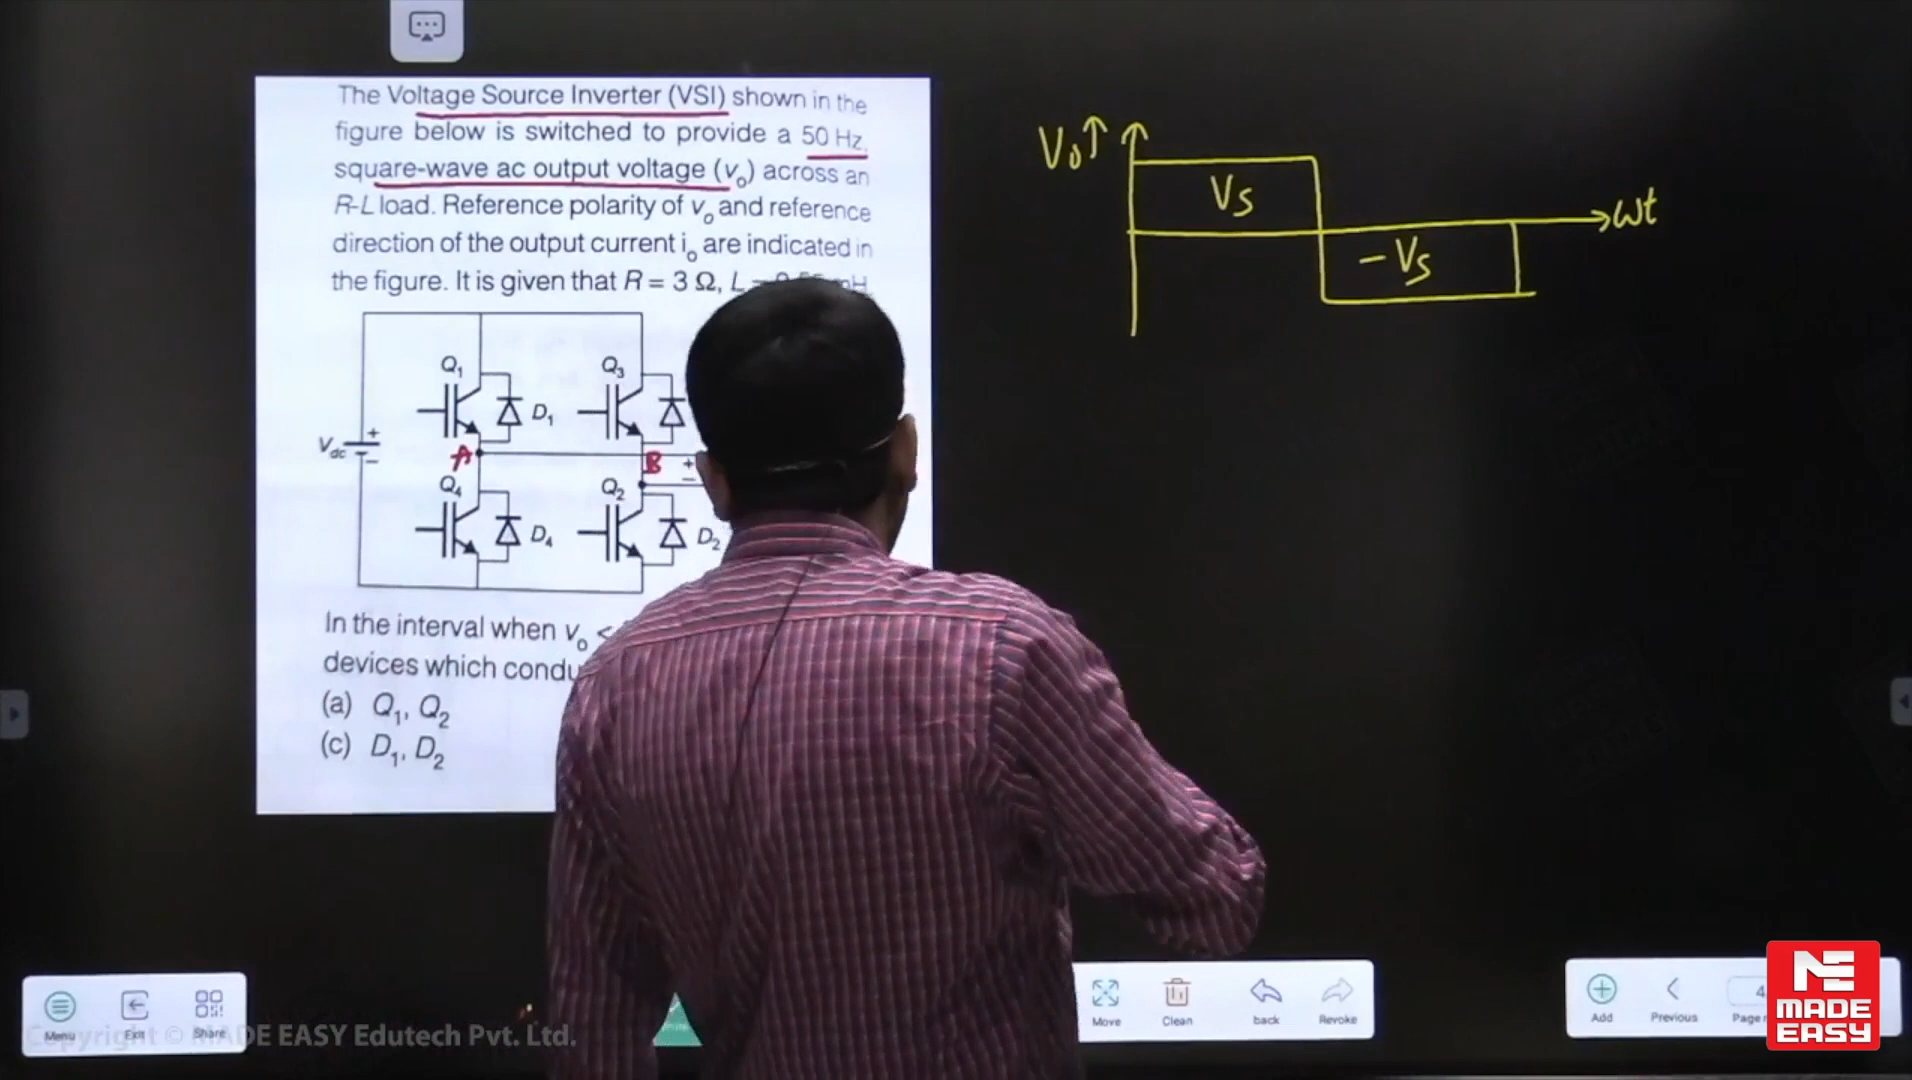 The Voltage Source Inverter (VSI) shown in the
figure below is switched to provide a 50 Hz,
square-wave ac output voltage (vo) across an
R-L load. Reference polarity of vo and reference
direction of the output current io are indicated in
the figure. It is given that R = 3 Ω, L
Q1
Q3
D1
Vdc
+
−
A
B
+
−
Q4
Q2
D4
D2
In the interval when vo <
devices which
(a) Q1, Q2
(c) D1, D2
Vo↑
Vs
-Vs
ωt
Menu
Exit
Share
Move
Clean
back
Revoke
Add
Previous
4
Page
Copyright © MADE EASY Edutech Pvt. Ltd.
ME
MADE
EASY